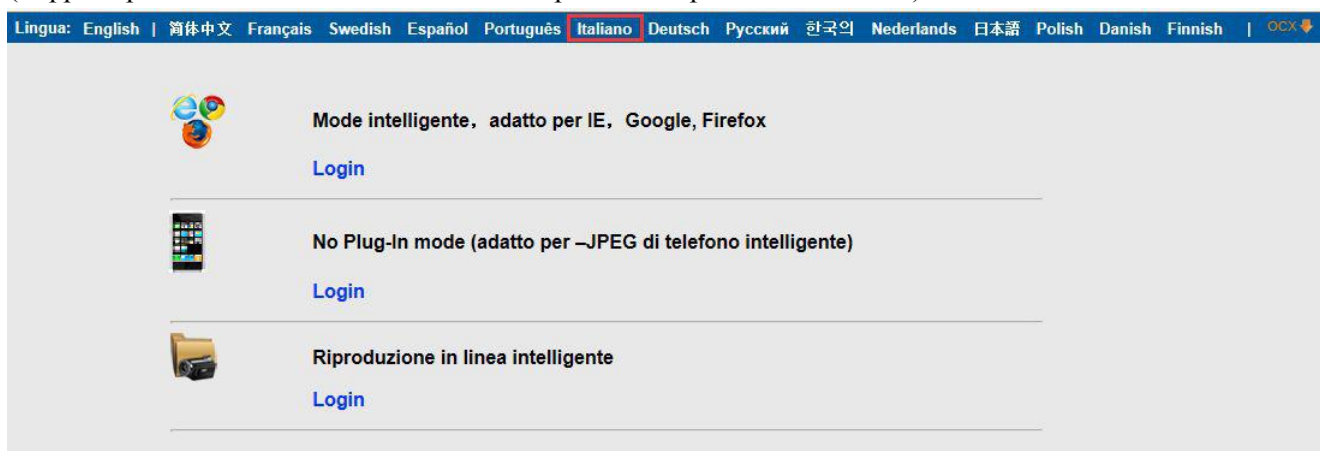 Lingua: English | 简体中文 Français Swedish Español Português Italiano Deutsch Русский 한국의 Nederlands 日本語 Polish Danish Finnish | OCX
Mode intelligente，adatto per IE，Google, Firefox
Login
No Plug-In mode (adatto per –JPEG di telefono intelligente)
Login
Riproduzione in linea intelligente
Login